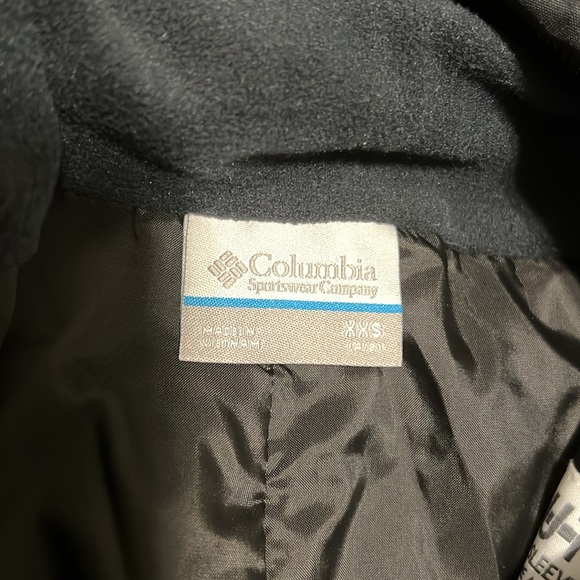 Columbia
Sportswear Company
MADE IN
VIETNAM
XXS